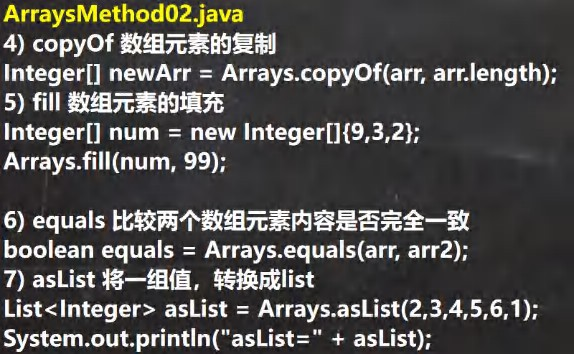 ArraysMethod02.java
4) copyOf 数组元素的复制
Integer[] newArr = Arrays.copyOf(arr, arr.length);
5) fill 数组元素的填充
Integer[] num = new Integer[]{9,3,2};
Arrays.fill(num, 99);
6) equals 比较两个数组元素内容是否完全一致
boolean equals = Arrays.equals(arr, arr2);
7) asList 将一组值，转换成list
List<Integer> asList = Arrays.asList(2,3,4,5,6,1);
System.out.println("asList=" + asList);